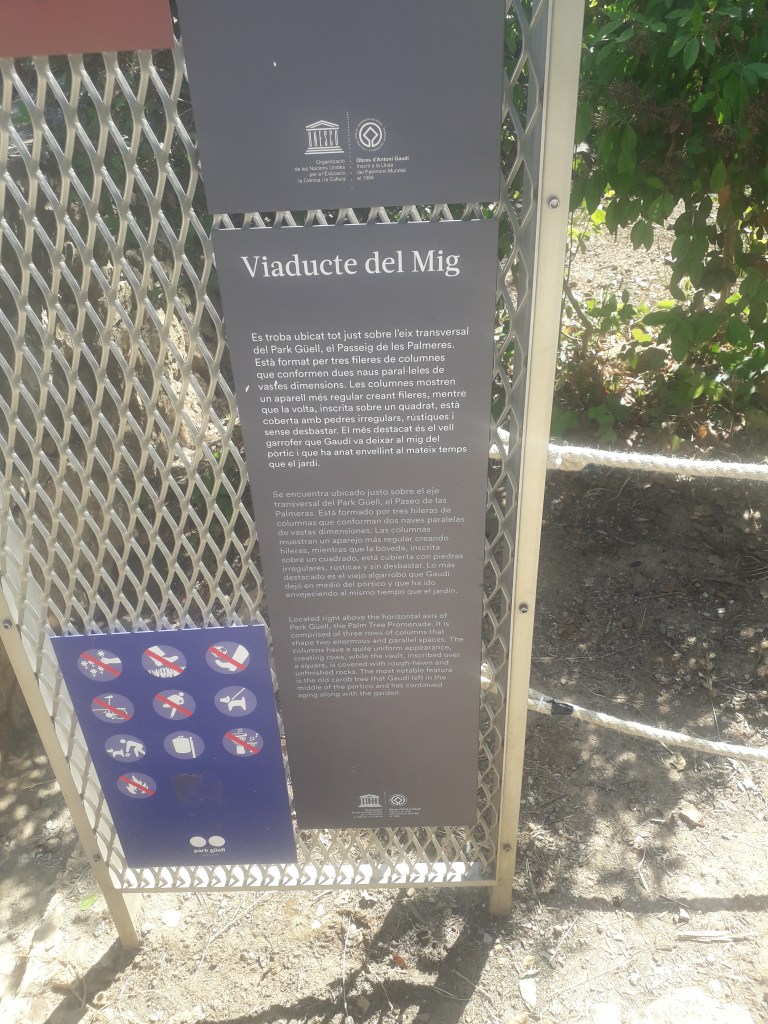 UNESCO
Organització
de les Nacions Unides
per a l'Educació,
la Ciència i la Cultura
Obres d'Antoni Gaudí
Inscrit a la Llista
del Patrimoni Mundial
el 1984
Viaducte del Mig
Es troba ubicat tot just sobre l'eix transversal
del Park Güell, el Passeig de les Palmeres.
Està format per tres fileres de columnes
que conformen dues naus paral·leles de
vastes dimensions. Les columnes mostren
un aparell més regular creant fileres, mentre
que la volta, inscrita sobre un quadrat, està
coberta amb pedres irregulars, rústiques i
sense desbastar. El més destacat és el vell
garrofer que Gaudí va deixar al mig del
pòrtic i que ha anat envellint al mateix temps
que el jardí.
Se encuentra ubicado justo sobre el eje
transversal del Park Güell, el Paseo de las
Palmeras. Está formado por tres hileras de
columnas que conforman dos naves paralelas
de vastas dimensiones. Las columnas
muestran un aparejo más regular creando
hileras, mientras que la bóveda, inscrita
sobre un cuadrado, está cubierta con piedras
irregulares, rústicas y sin desbastar. Lo más
destacado es el viejo algarrobo que Gaudí
dejó en medio del pórtico y que ha ido
envejeciendo al mismo tiempo que el jardín.
Located right above the horizontal axis of
Park Güell, the Palm Tree Promenade. It is
comprised of three rows of columns that
shape two enormous and parallel spaces. The
columns have a quite uniform appearance,
creating rows, while the vault, inscribed over
a square, is covered with rough-hewn and
unfinished rocks. The most notable feature
is the old carob tree that Gaudí left in the
middle of the portico and has continued
aging along with the garden.
park güell